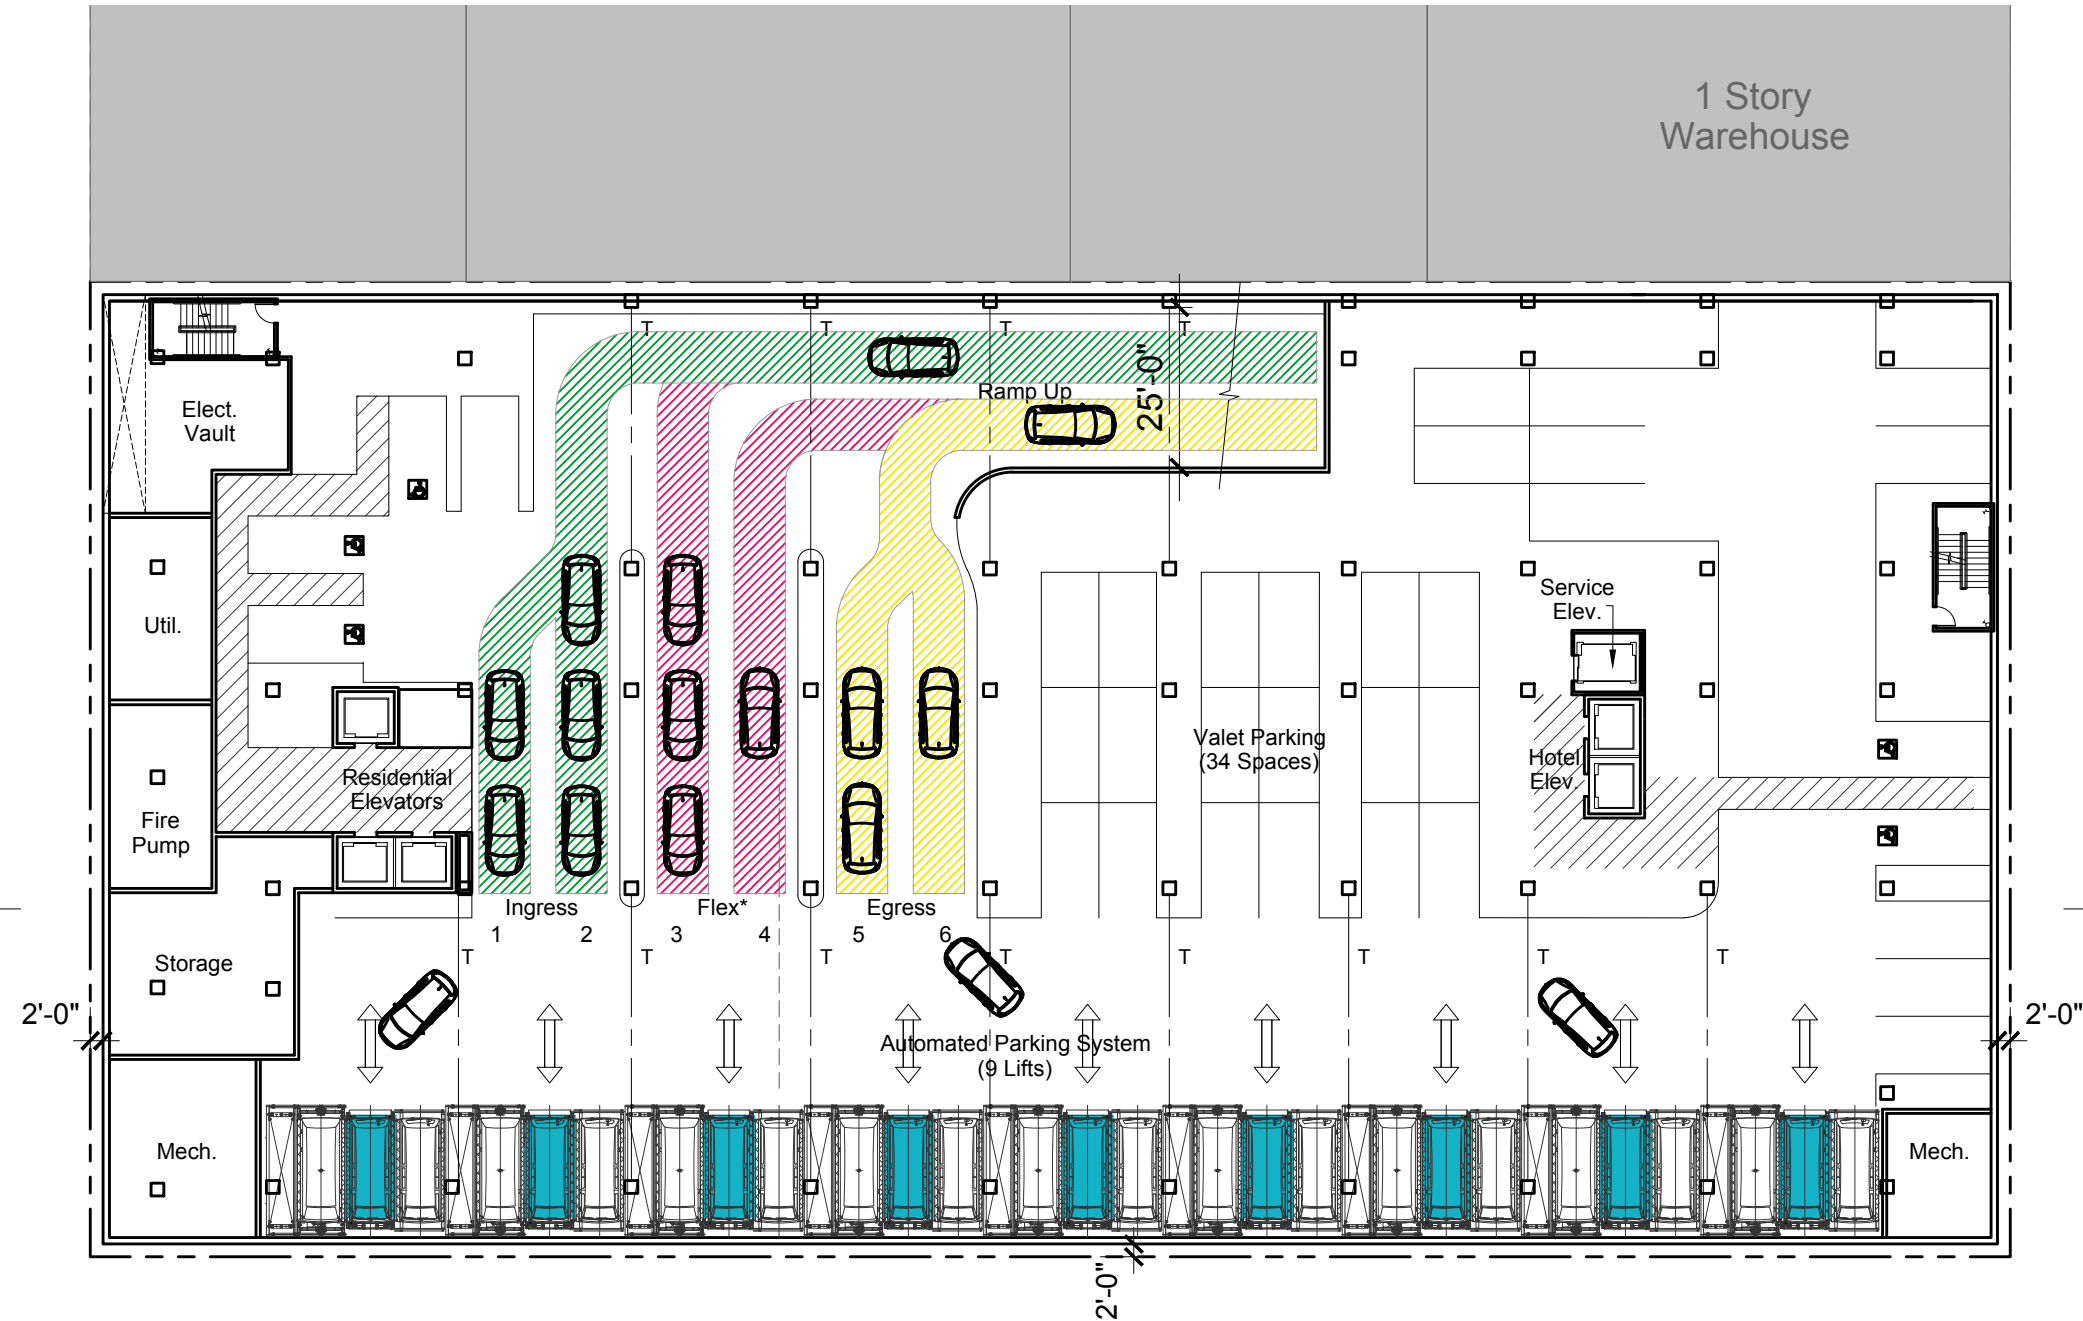 1 Story
Warehouse
T
T
T
T
Ramp Up
25'-0"
Elect.
Vault
Util.
Service
Elev.
Valet Parking
(34 Spaces)
Hotel
Elev.
Residential
Elevators
Fire
Pump
Ingress
Flex*
Egress
1
2
3
4
5
6
T
T
T
T
T
T
T
T
Storage
2'-0"
2'-0"
Automated Parking System
(9 Lifts)
Mech.
Mech.
2'-0"